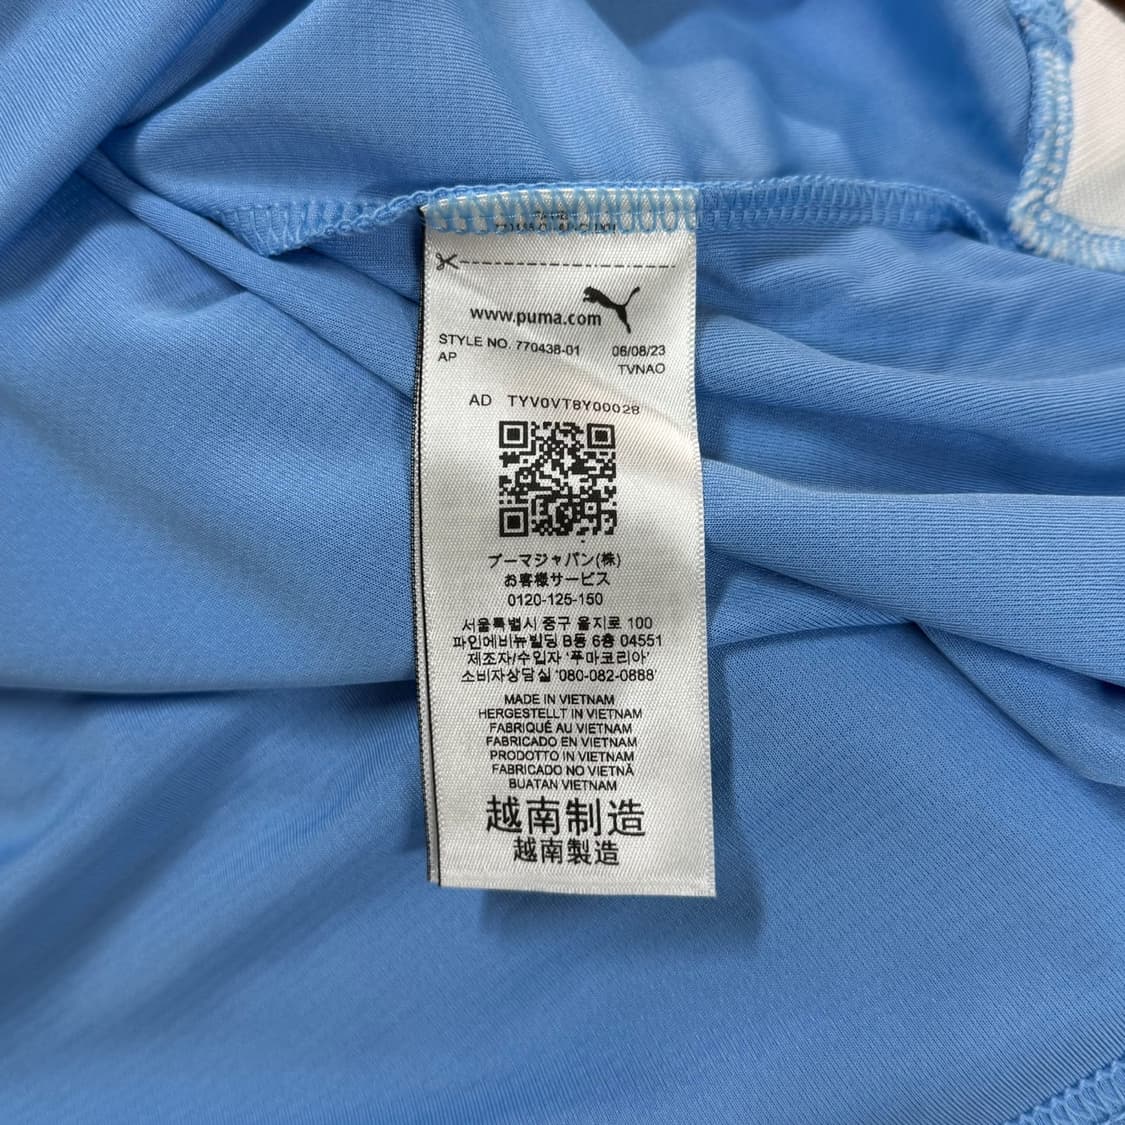 www.puma.com
STYLE NO. 770438-01 06/08/23
AP TVNAO
AD TYV0VT8Y00028
プーマジャパン(株)
お客様サービス
0120-125-150
서울특별시 중구 을지로 100
파인에비뉴빌딩 B동 6층 04551
제조자/수입자 '푸마코리아'
소비자상담실 '080-082-0888'
MADE IN VIETNAM
HERGESTELLT IN VIETNAM
FABRIQUÉ AU VIETNAM
FABRICADO EN VIETNAM
PRODOTTO IN VIETNAM
FABRICADO NO VIETNÃ
BUATAN VIETNAM
越南制造
越南製造